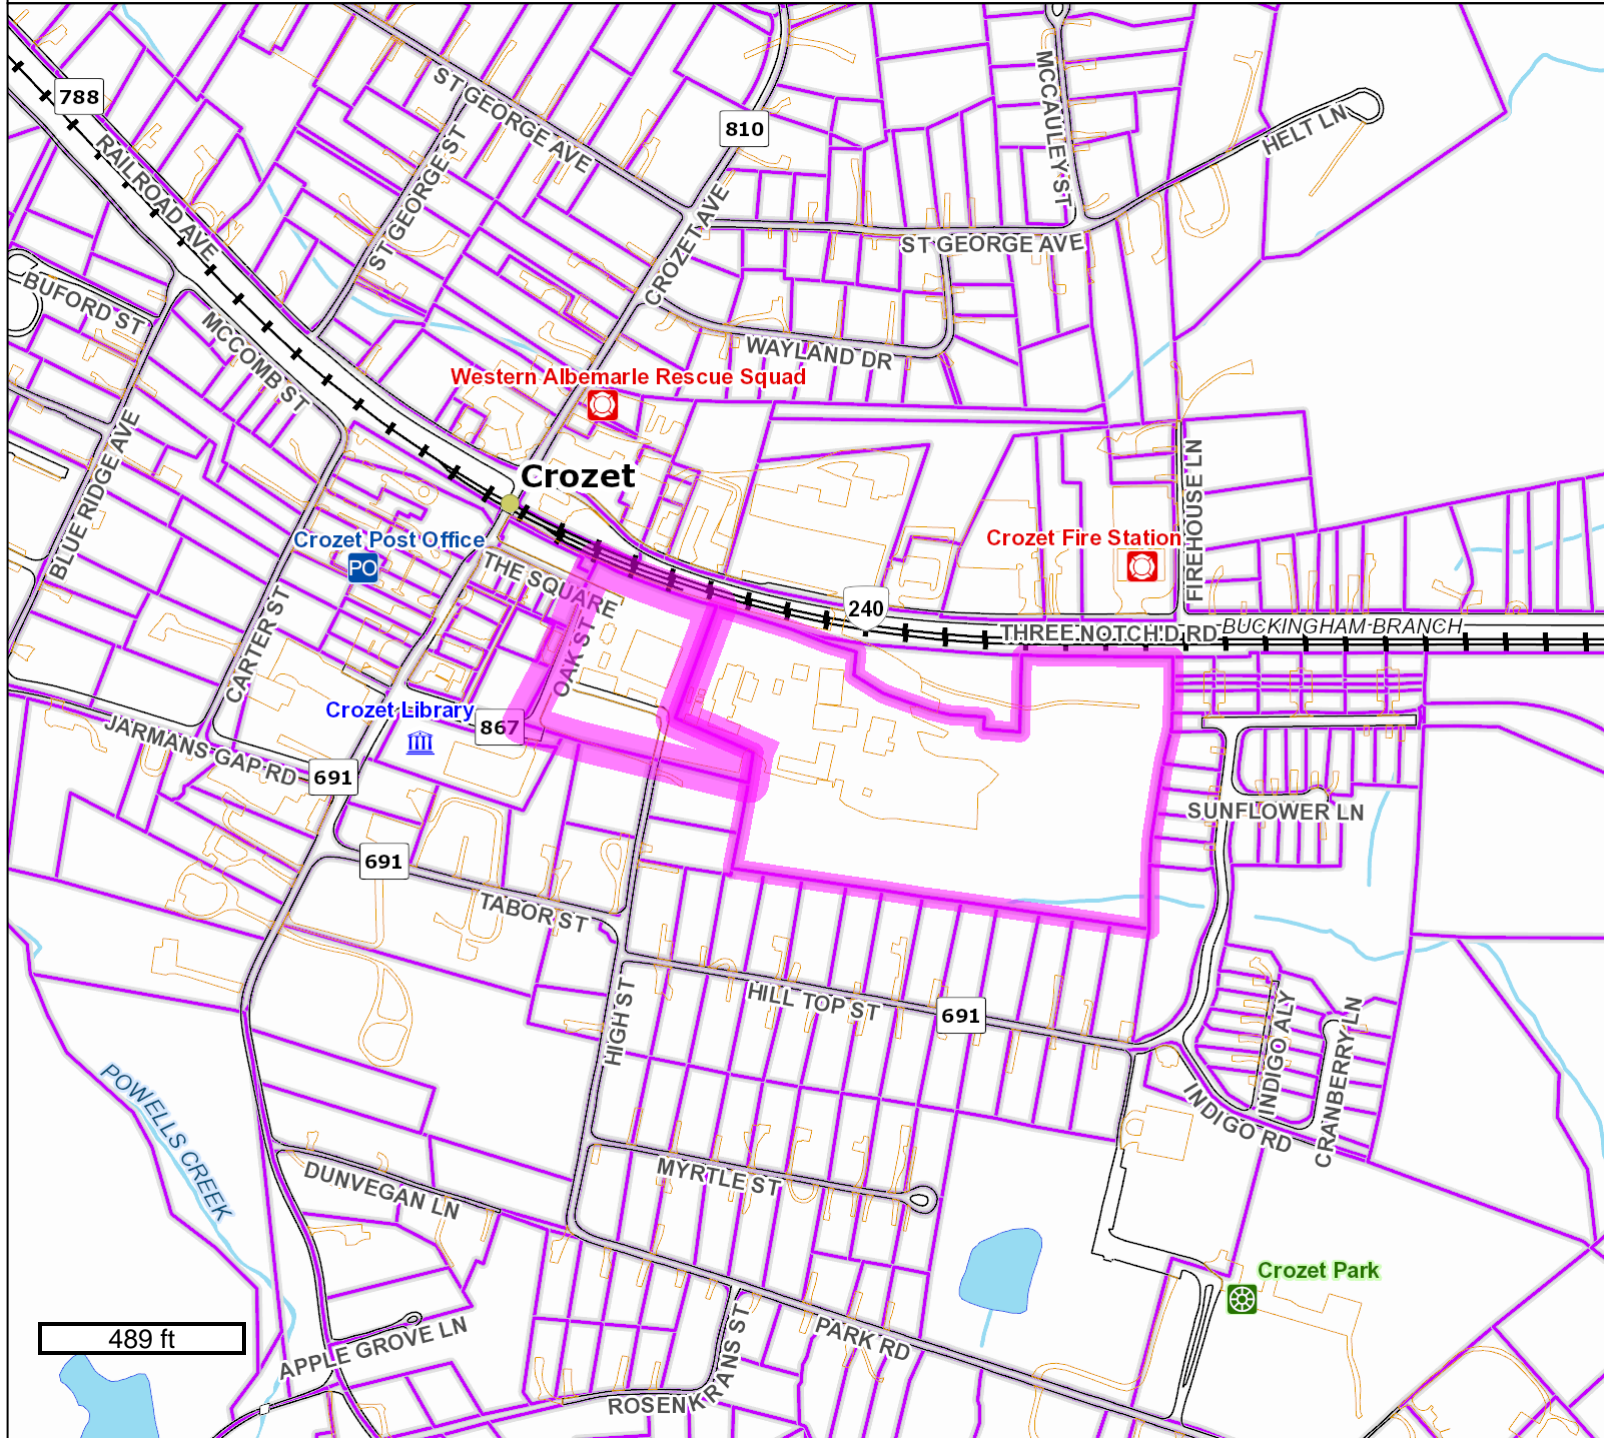 ST GEORGE AVE
MCCAULEY ST
788
810
HELT LN
RAILROAD AVE
ST GEORGE ST
CROZET AVE
ST GEORGE AVE
BUFORD ST
MCCOMB ST
WAYLAND DR
Western Albemarle Rescue Squad
BLUE RIDGE AVE
Crozet
FIREHOUSE LN
Crozet Post Office
PO
THE SQUARE
Crozet Fire Station
240
THREE NOTCH'D RD
BUCKINGHAM BRANCH
CARTER ST
OAK ST E
Crozet Library
867
JARMANS GAP RD
691
SUNFLOWER LN
691
TABOR ST
HILL TOP ST
691
HIGH ST
INDIGO ALY
CRANBERRY LN
INDIGO RD
POWELLS CREEK
DUNVEGAN LN
MYRTLE ST
Crozet Park
489 ft
APPLE GROVE LN
PARK RD
ROSENKRANS ST